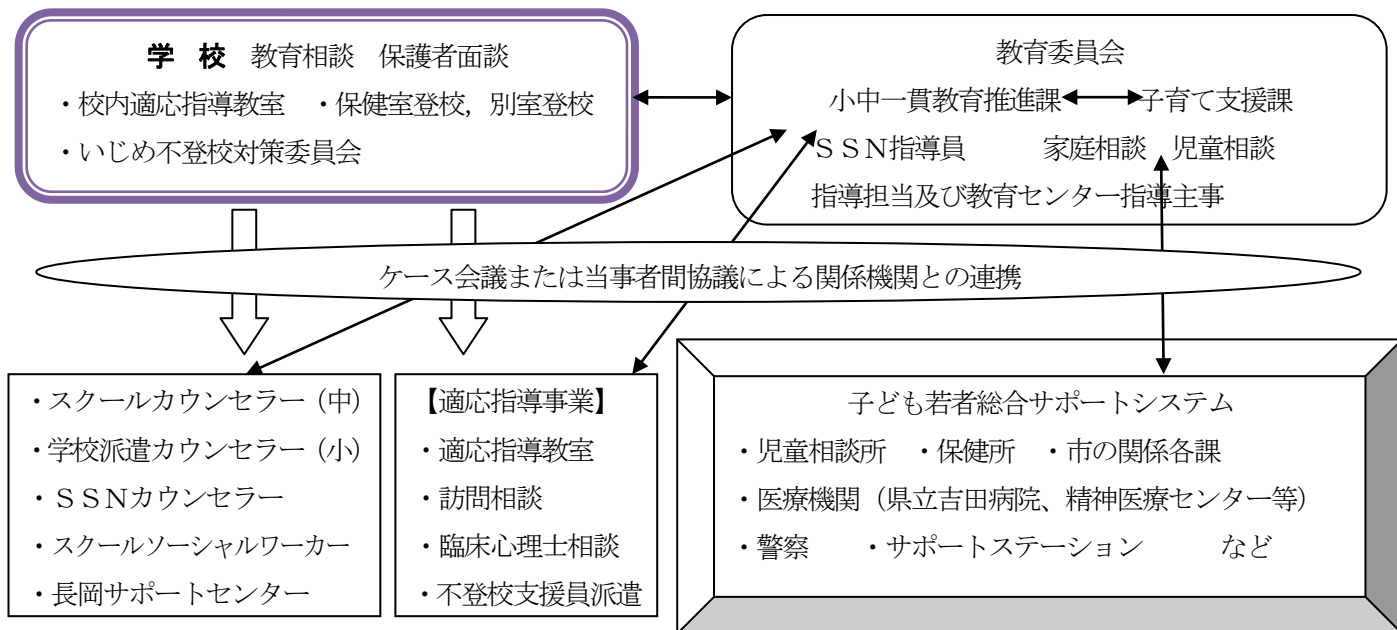 学　校　教育相談　保護者面談
・校内適応指導教室　・保健室登校，別室登校
・いじめ不登校対策委員会
教育委員会
小中一貫教育推進課　子育て支援課
ＳＳＮ指導員　家庭相談　児童相談
指導担当及び教育センター指導主事
ケース会議または当事者間協議による関係機関との連携
・スクールカウンセラー（中）
・学校派遣カウンセラー（小）
・ＳＳＮカウンセラー
・スクールソーシャルワーカー
・長岡サポートセンター
【適応指導事業】
・適応指導教室
・訪問相談
・臨床心理士相談
・不登校支援員派遣
子ども若者総合サポートシステム
・児童相談所　・保健所　・市の関係各課
・医療機関（県立吉田病院、精神医療センター等）
・警察　・サポートステーション　など